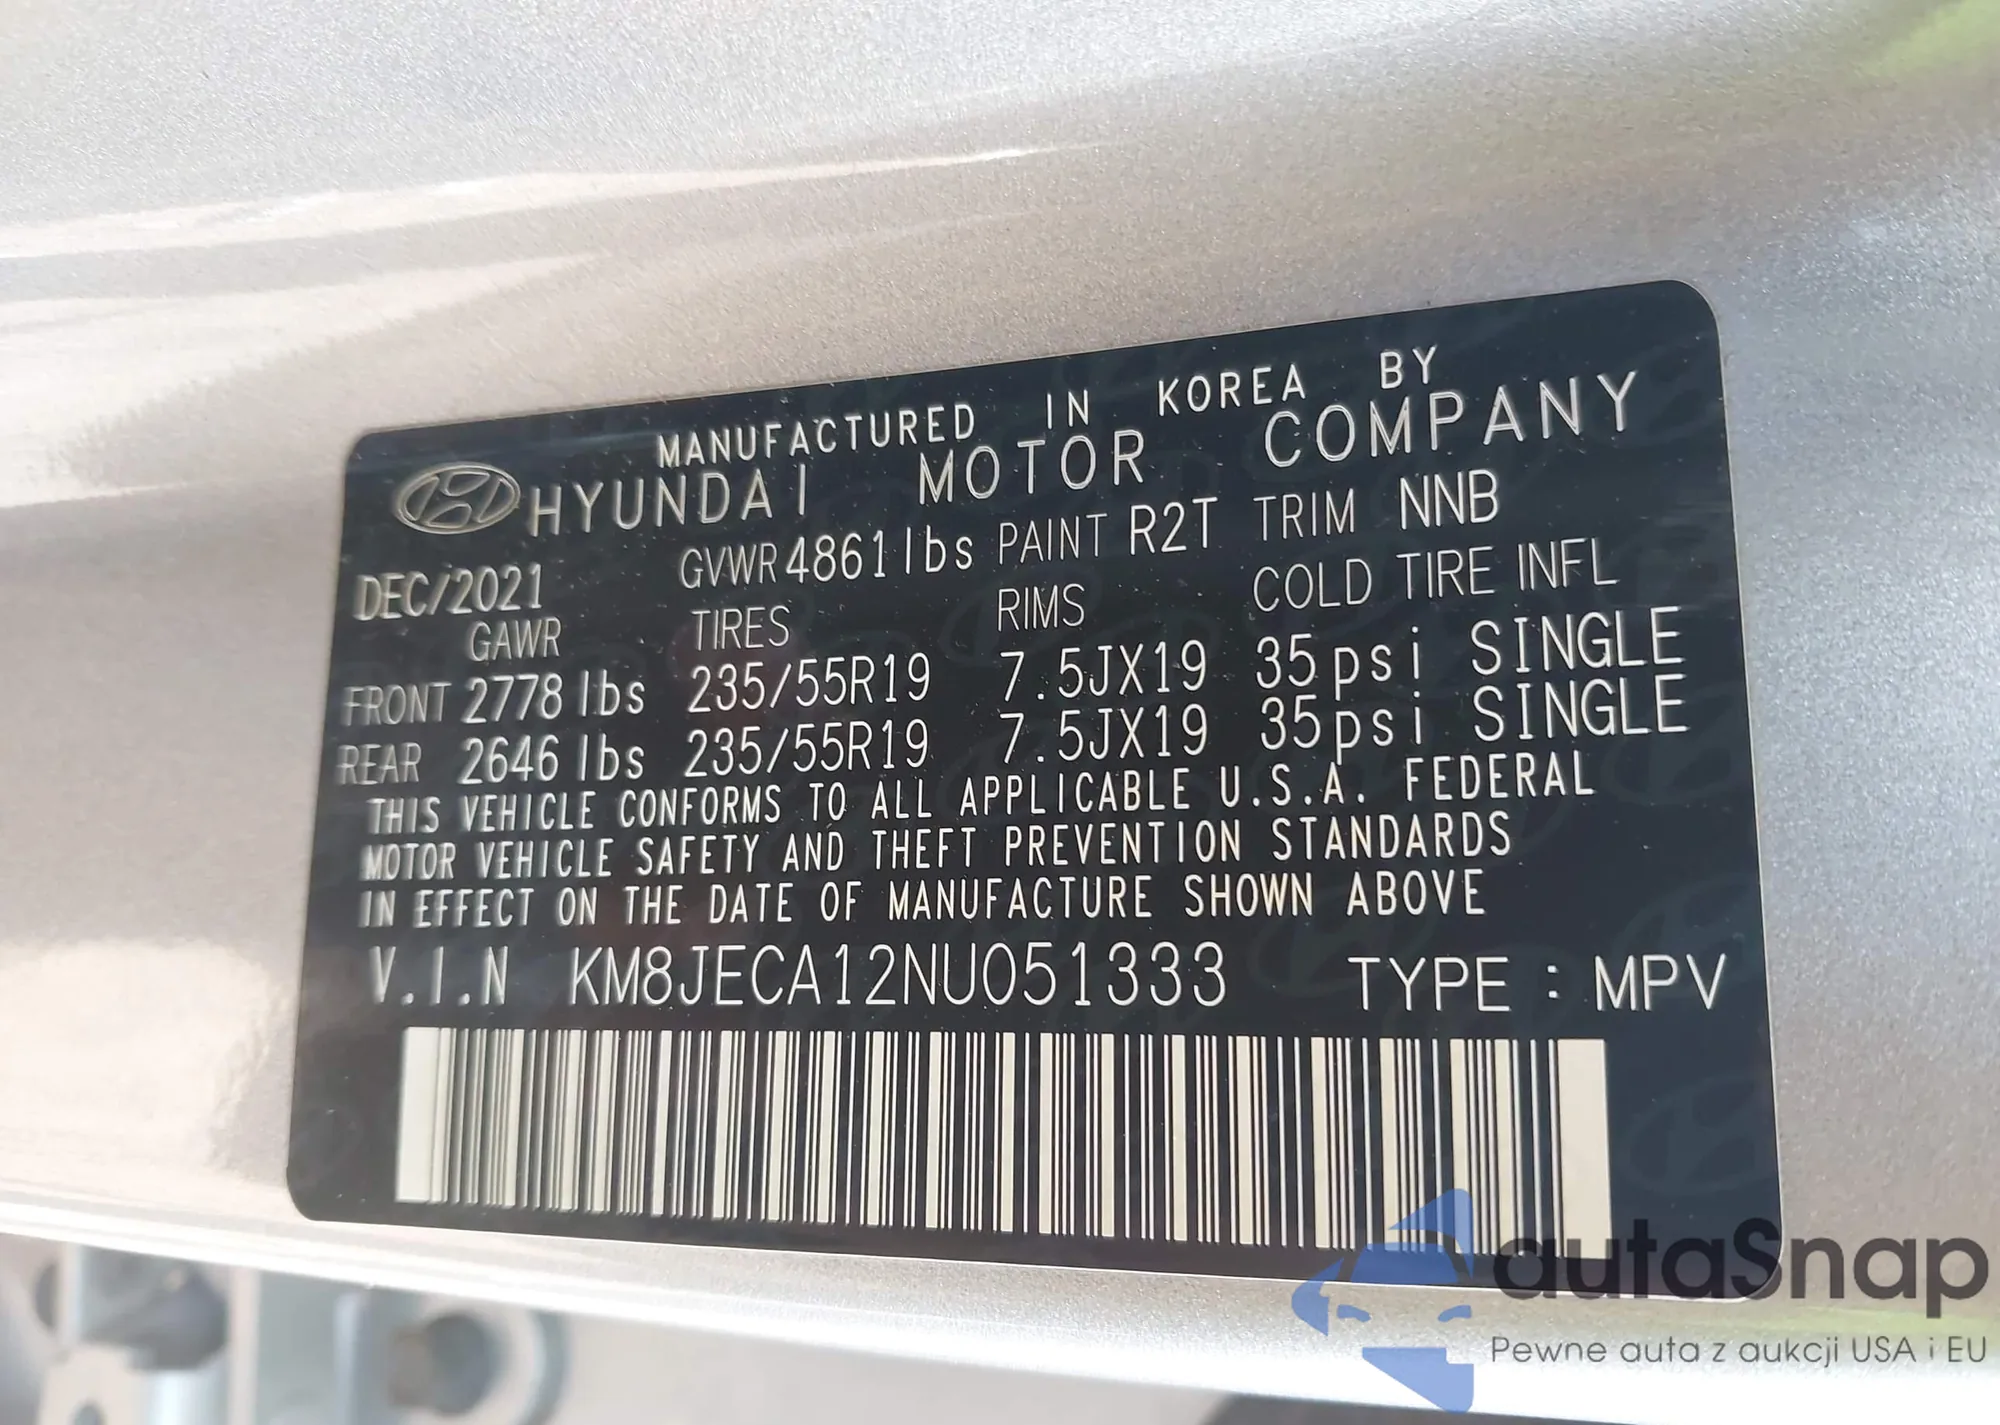 MANUFACTURED IN KOREA BY
HYUNDAI MOTOR COMPANY
DEC/2021 GVWR 4861lbs PAINT R2T TRIM NNB
GAWR TIRES RIMS COLD TIRE INFL
FRONT 2778 lbs 235/55R19 7.5JX19 35psi SINGLE
REAR 2646 lbs 235/55R19 7.5JX19 35psi SINGLE
THIS VEHICLE CONFORMS TO ALL APPLICABLE U.S.A. FEDERAL
MOTOR VEHICLE SAFETY AND THEFT PREVENTION STANDARDS
IN EFFECT ON THE DATE OF MANUFACTURE SHOWN ABOVE
V.I.N KM8JECA12NU051333 TYPE : MPV
autaSnap
Pewne auta z aukcji USA i EU